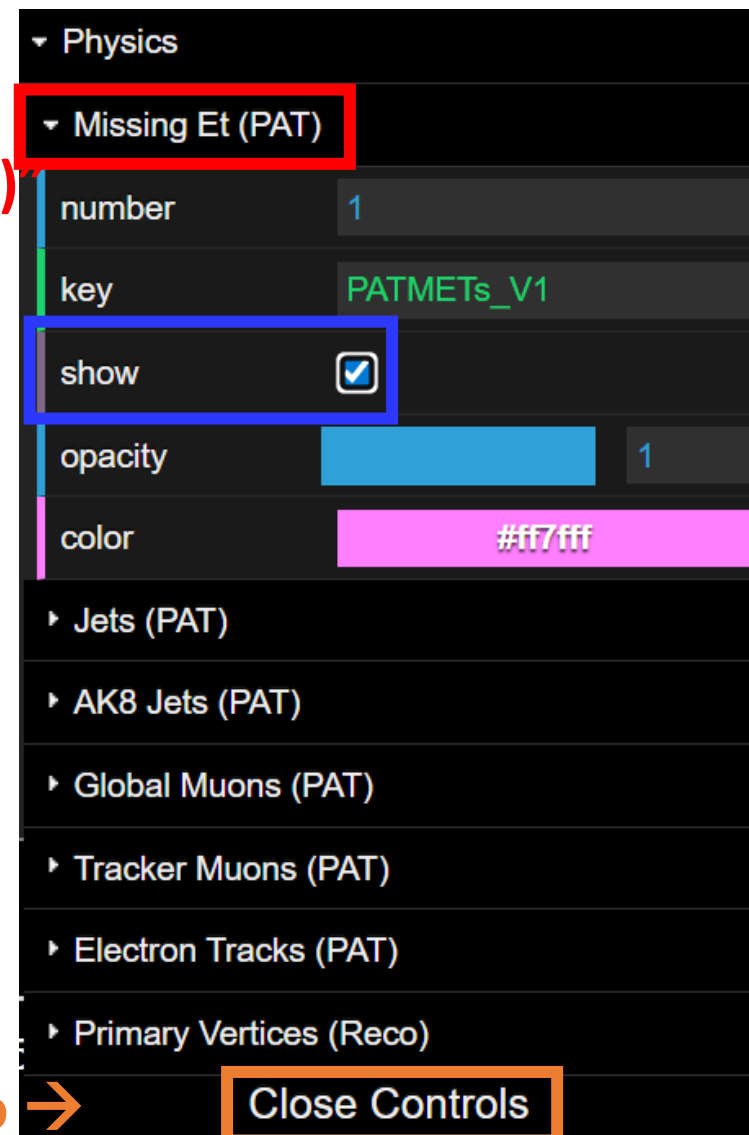 Physics
Missing Et (PAT)
)”
number 1
key PATMETs_V1
show
opacity 1
color #ff7fff
Jets (PAT)
AK8 Jets (PAT)
Global Muons (PAT)
Tracker Muons (PAT)
Electron Tracks (PAT)
Primary Vertices (Reco)
→ Close Controls